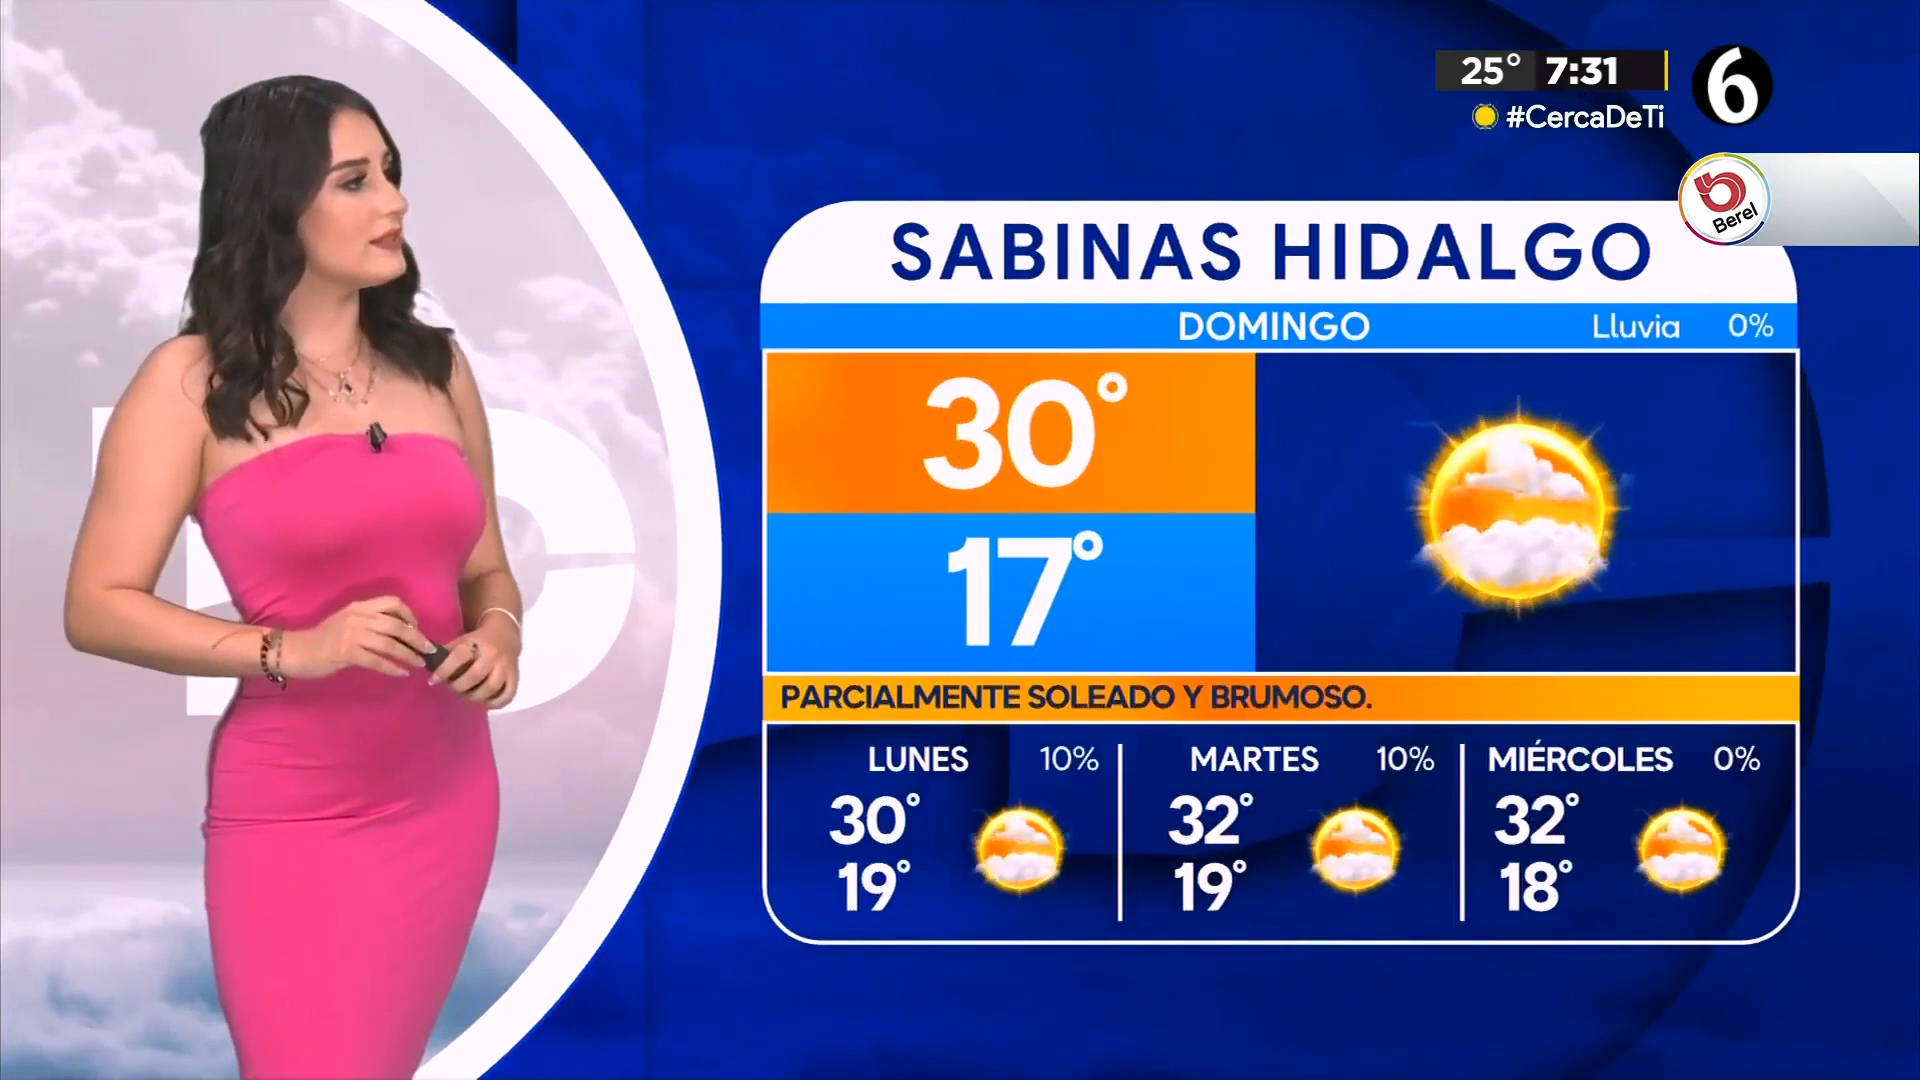 25° 7:31
6
#CercaDeTi
Berel
SABINAS HIDALGO
DOMINGO Lluvia 0%
30°
17°
PARCIALMENTE SOLEADO Y BRUMOSO.
LUNES 10% MARTES 10% MIÉRCOLES 0%
30° 32° 32°
19° 19° 18°